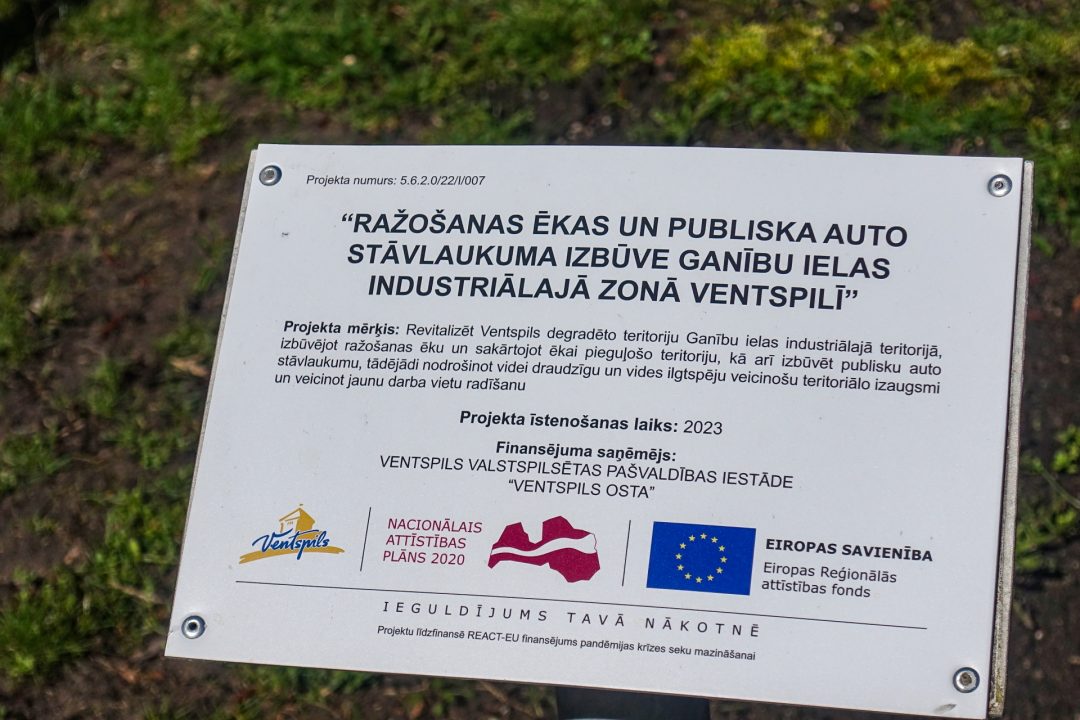 Projekta numurs: 5.6.2.0/22/I/007
“RAŽOŠANAS ĒKAS UN PUBLISKA AUTO
STĀVLAUKUMA IZBŪVE GANĪBU IELAS
INDUSTRIĀLAJĀ ZONĀ VENTSPILĪ”
Projekta mērķis: Revitalizēt Ventspils degradēto teritoriju Ganību ielas industriālajā teritorijā,
izbūvējot ražošanas ēku un sakārtojot ēkai pieguļošo teritoriju, kā arī izbūvēt publisku auto
stāvlaukumu, tādējādi nodrošinot videi draudzīgu un vides ilgtspēju veicinošu teritoriālo izaugsmi
un veicinot jaunu darba vietu radīšanu
Projekta īstenošanas laiks: 2023
Finansējuma saņēmējs:
VENTSPILS VALSTSPILSĒTAS PAŠVALDĪBAS IESTĀDE
“VENTSPILS OSTA”
Ventspils
NACIONĀLAIS
ATTĪSTĪBAS
PLĀNS 2020
EIROPAS SAVIENĪBA
Eiropas Reģionālās
attīstības fonds
IEGULDĪJUMS TAVĀ NĀKOTNĒ
Projektu līdzfinansē REACT-EU finansējums pandēmijas krīzes seku mazināšanai